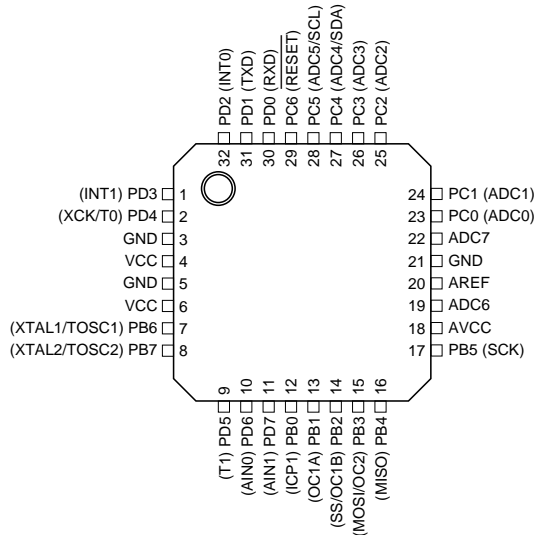 PD2 (INT0)
PD1 (TXD)
PD0 (RXD)
PC6 (RESET)
PC5 (ADC5/SCL)
PC4 (ADC4/SDA)
PC3 (ADC3)
PC2 (ADC2)
32
31
30
29
28
27
26
25
(INT1) PD3 1
(XCK/T0) PD4 2
GND 3
VCC 4
GND 5
VCC 6
(XTAL1/TOSC1) PB6 7
(XTAL2/TOSC2) PB7 8
24 PC1 (ADC1)
23 PC0 (ADC0)
22 ADC7
21 GND
20 AREF
19 ADC6
18 AVCC
17 PB5 (SCK)
9
10
11
12
13
14
15
16
(T1) PD5
(AIN0) PD6
(AIN1) PD7
(ICP1) PB0
(OC1A) PB1
(SS/OC1B) PB2
(MOSI/OC2) PB3
(MISO) PB4